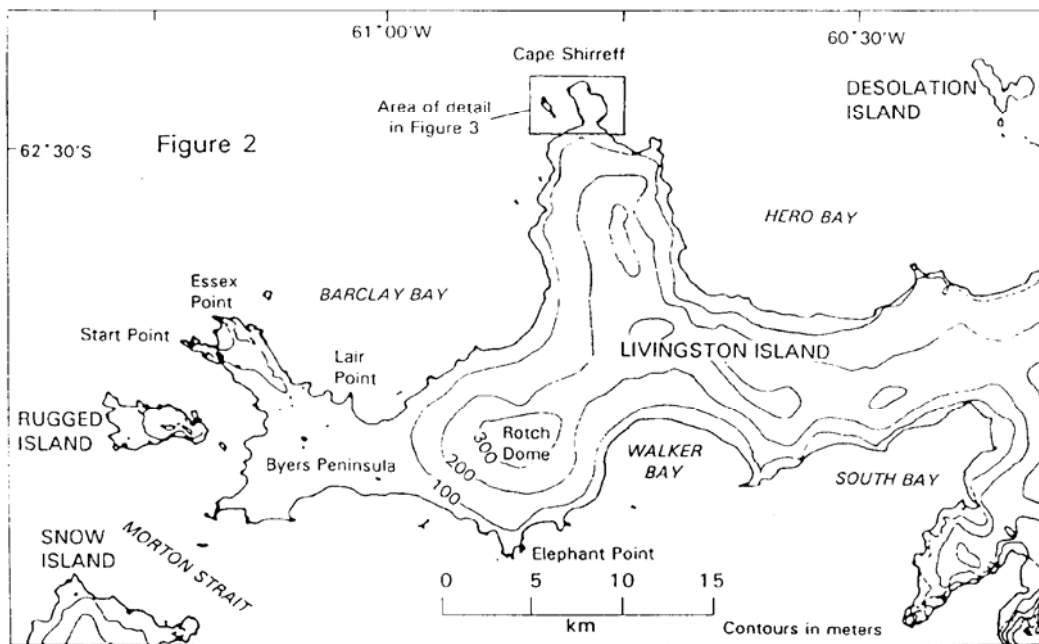 61°00'W
60°30'W
Cape Shirreff
DESOLATION
ISLAND
Area of detail
in Figure 3
Figure 2
62°30'S
HERO BAY
Essex
Point
BARCLAY BAY
Start Point
Lair
Point
LIVINGSTON ISLAND
RUGGED
ISLAND
Rotch
Dome
300
200
100
WALKER
BAY
Byers Peninsula
SOUTH BAY
SNOW
ISLAND
MORTON STRAIT
Elephant Point
0 5 10 15
km
Contours in meters